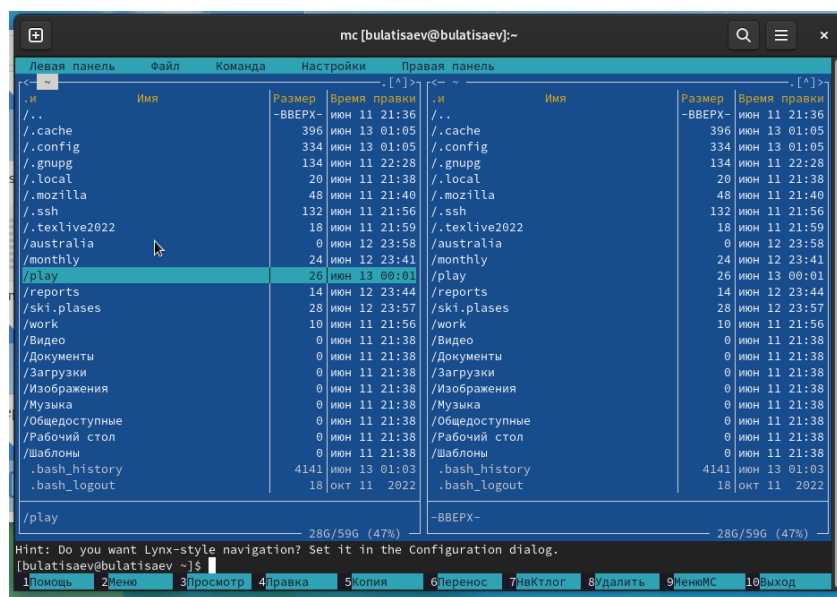 mc [bulatisaev@bulatisaev]:~
Левая панель Файл Команда Настройки Правая панель
<— ~ .[^]> <— ~ .[^]>
.и Имя Размер Время правки .и Имя Размер Время правки
/.. -ВВЕРХ- июн 11 21:36 /.. -ВВЕРХ- июн 11 21:36
/.cache 396 июн 13 01:05 /.cache 396 июн 13 01:05
/.config 334 июн 13 01:05 /.config 334 июн 13 01:05
/.gnupg 134 июн 11 22:28 /.gnupg 134 июн 11 22:28
/.local 20 июн 11 21:38 /.local 20 июн 11 21:38
/.mozilla 48 июн 11 21:40 /.mozilla 48 июн 11 21:40
/.ssh 132 июн 11 21:56 /.ssh 132 июн 11 21:56
/.texlive2022 18 июн 11 21:59 /.texlive2022 18 июн 11 21:59
/australia 0 июн 12 23:58 /australia 0 июн 12 23:58
/monthly 24 июн 12 23:41 /monthly 24 июн 12 23:41
/play 26 июн 13 00:01 /play 26 июн 13 00:01
/reports 14 июн 12 23:44 /reports 14 июн 12 23:44
/ski.plases 28 июн 12 23:57 /ski.plases 28 июн 12 23:57
/work 10 июн 11 21:56 /work 10 июн 11 21:56
/Видео 0 июн 11 21:38 /Видео 0 июн 11 21:38
/Документы 0 июн 11 21:38 /Документы 0 июн 11 21:38
/Загрузки 0 июн 11 21:38 /Загрузки 0 июн 11 21:38
/Изображения 0 июн 11 21:38 /Изображения 0 июн 11 21:38
/Музыка 0 июн 11 21:38 /Музыка 0 июн 11 21:38
/Общедоступные 0 июн 11 21:38 /Общедоступные 0 июн 11 21:38
/Рабочий стол 0 июн 11 21:38 /Рабочий стол 0 июн 11 21:38
/Шаблоны 0 июн 11 21:38 /Шаблоны 0 июн 11 21:38
.bash_history 4141 июн 13 01:03 .bash_history 4141 июн 13 01:03
.bash_logout 18 окт 11 2022 .bash_logout 18 окт 11 2022
/play -ВВЕРХ-
28G/59G (47%) 28G/59G (47%)
Hint: Do you want Lynx-style navigation? Set it in the Configuration dialog.
[bulatisaev@bulatisaev ~]$
1Помощь 2Меню 3Просмотр 4Правка 5Копия 6Перенос 7НвКтлог 8Удалить 9МенюMC 10Выход